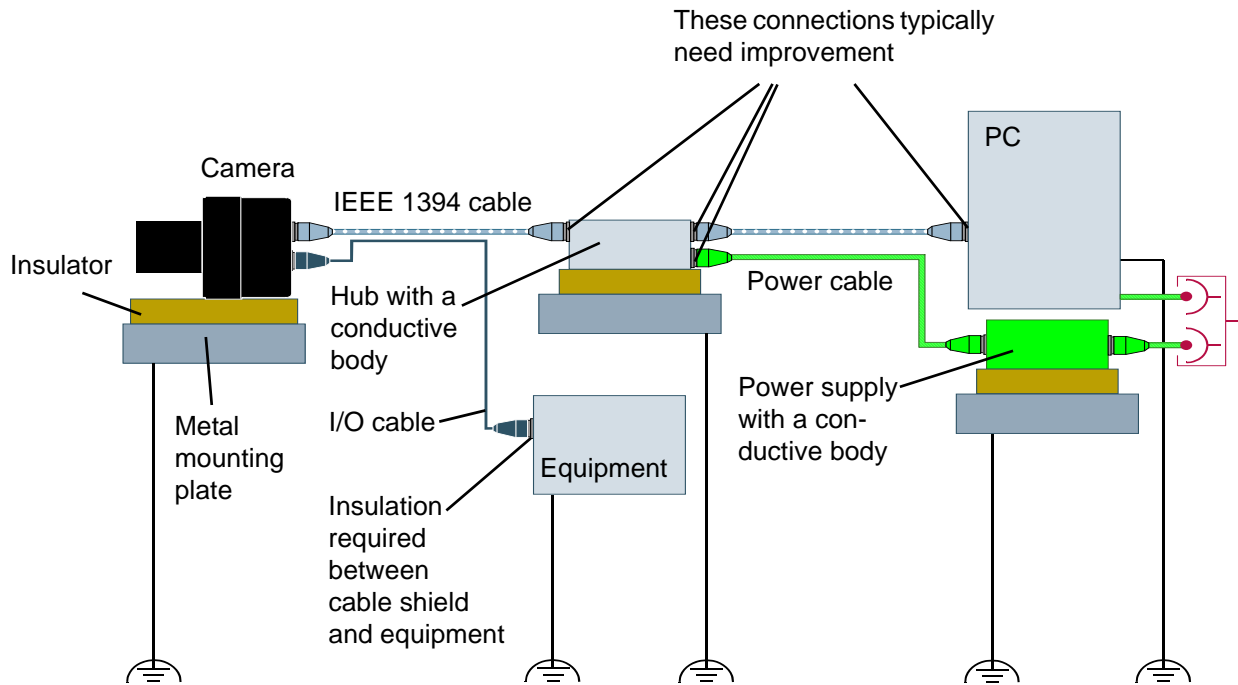 These connections typically
need improvement
PC
Camera
IEEE 1394 cable
Insulator
Hub with a
conductive
body
Power cable
Metal
mounting
plate
I/O cable
Power supply
with a con-
ductive body
Equipment
Insulation
required
between
cable shield
and equipment